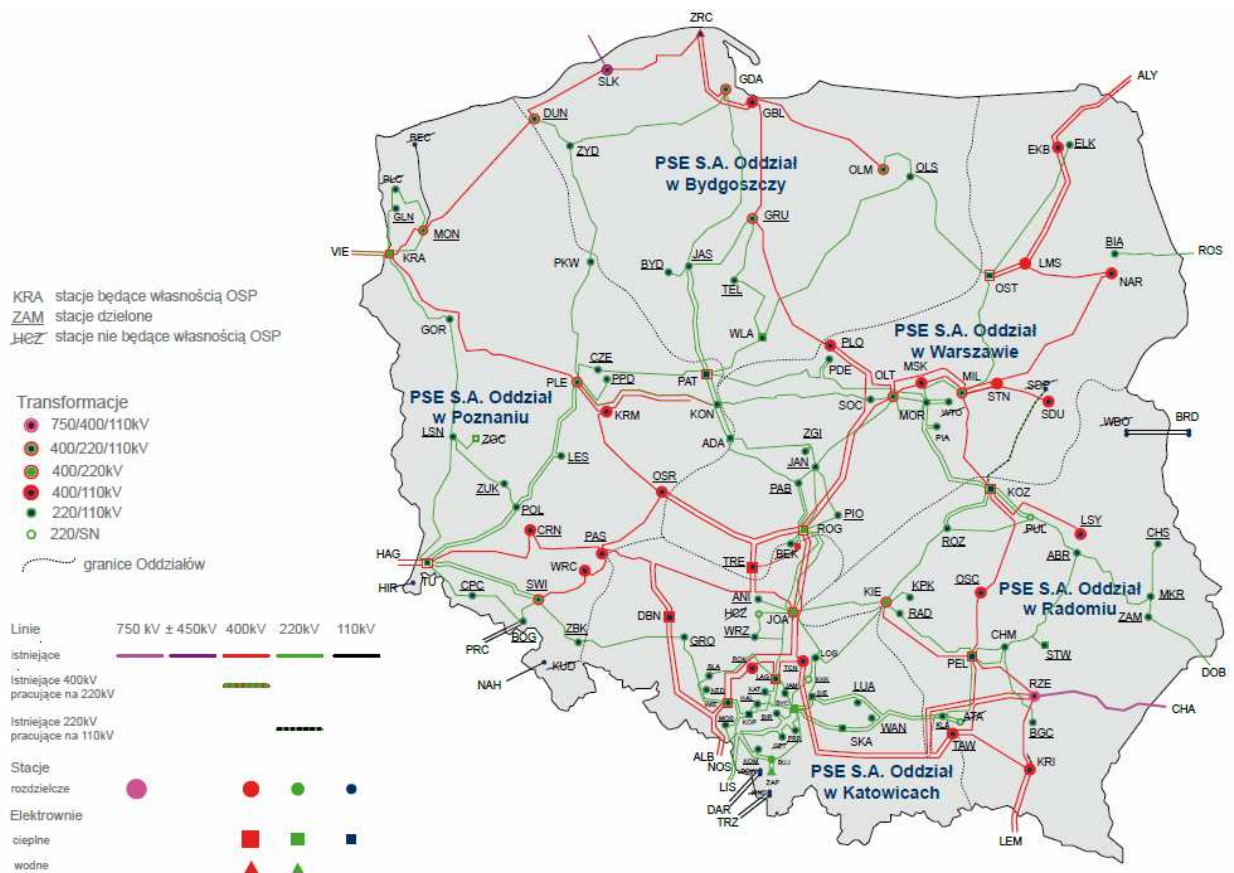 ZRC
SLK
GDA
GBL
ALY
DUN
ZYD
REC
EKB
ELK
OLM
OLS
PSE S.A. Oddział
w Bydgoszczy
PLC
GLN
MON
GRU
VIE
KRA
PKW
BYD
JAS
TEL
LMS
BIA
ROS
NAR
OST
KRA stacje będące własnością OSP
ZAM stacje dzielone
HCZ stacje nie będące własnością OSP
GOR
WLA
PSE S.A. Oddział
w Warszawie
PLO
PDE
CZE
PPD
PLE
PAT
OLT
MSK
MIL
STN
SDU
PSE S.A. Oddział
w Poznaniu
KRM
KON
SOC
MOR
WTO
PIA
WBO
BRD
Transformacje
750/400/110kV
400/220/110kV
400/220kV
400/110kV
220/110kV
220/SN
granice Oddziałów
LSN
ZGC
LES
ADA
ZGI
JAN
PAB
PIO
OSR
ZUK
POL
KOZ
PUL
LSY
CRN
PAS
WRC
ROG
BEK
TRE
ROZ
ABR
CHS
HAG
HIR
CPC
SWI
OSC
PSE S.A. Oddział
w Radomiu
MKR
ZAM
DBN
ANI
HCZ
WRZ
JOA
KIE
KPK
RAD
PRC
BOG
ZBK
GRO
CHM
STW
PEL
DOB
NAH
KUD
LOS
RZE
CHA
LUA
WAN
SKA
ATA
TAW
BGC
KRI
KOP
ALB
NOS
LIS
DAR
TRZ
ZAP
PSE S.A. Oddział
w Katowicach
LEM
Linie 750 kV ± 450kV 400kV 220kV 110kV
istniejące
Istniejące 400kV
pracujące na 220kV
Istniejące 220kV
pracujące na 110kV
Stacje
rozdzielcze
Elektrownie
cieplne
wodne